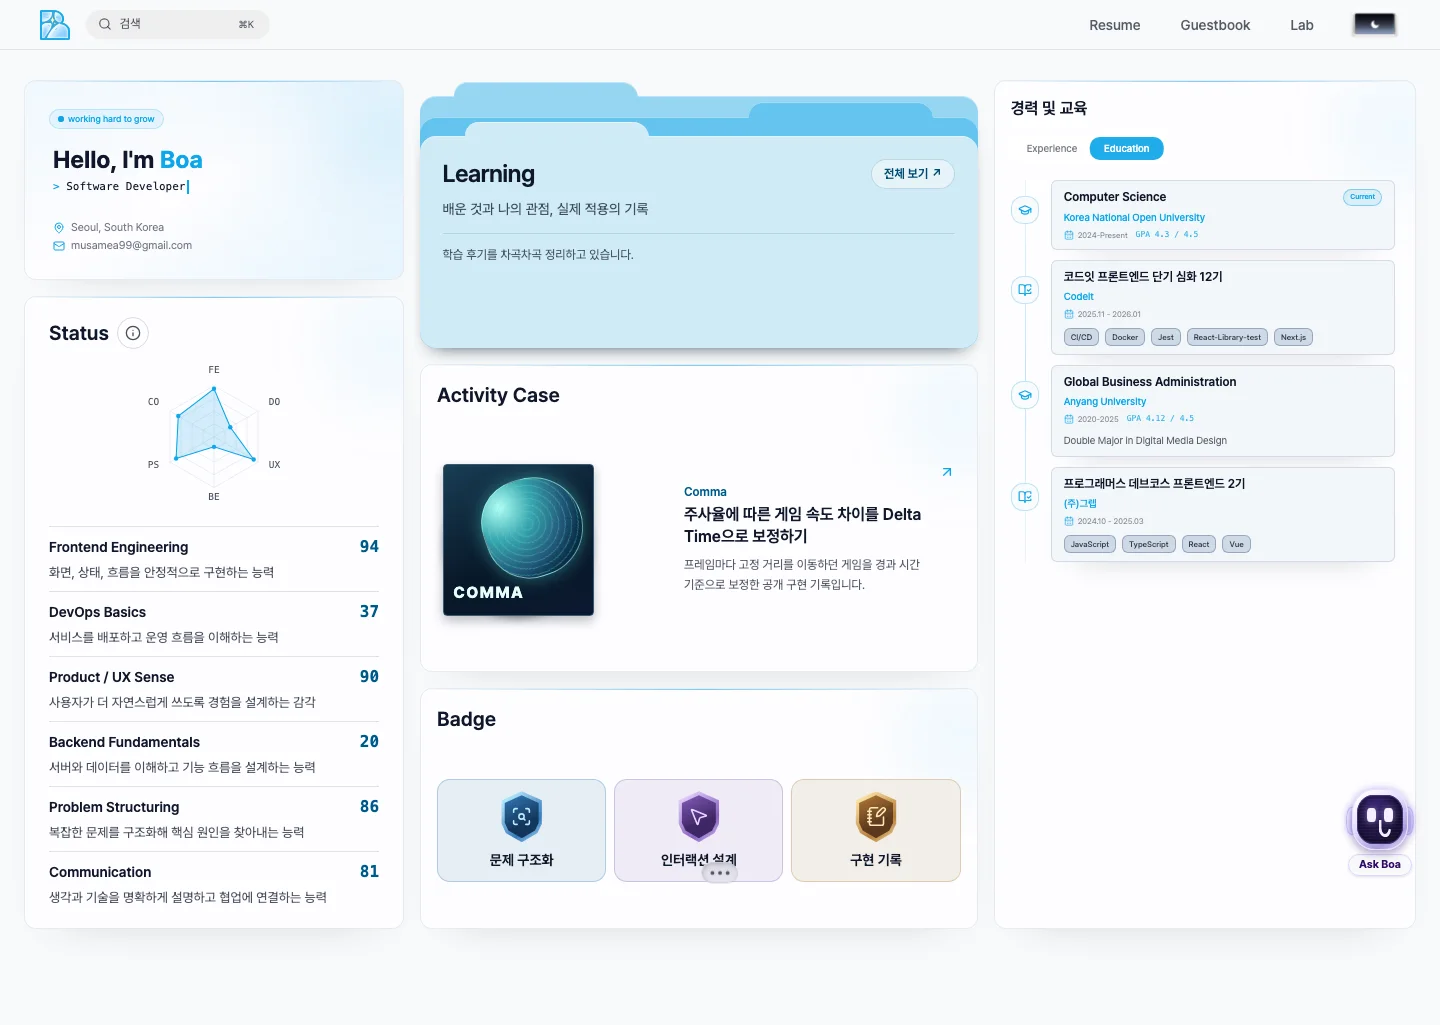 검색
⌘K
Resume
Guestbook
Lab
working hard to grow
Hello, I'm Boa
> Software Developer
Seoul, South Korea
musamea99@gmail.com
Status
FE
CO
DO
PS
UX
BE
Frontend Engineering
94
화면, 상태, 흐름을 안정적으로 구현하는 능력
DevOps Basics
37
서비스를 배포하고 운영 흐름을 이해하는 능력
Product / UX Sense
90
사용자가 더 자연스럽게 쓰도록 경험을 설계하는 감각
Backend Fundamentals
20
서버와 데이터를 이해하고 기능 흐름을 설계하는 능력
Problem Structuring
86
복잡한 문제를 구조화해 핵심 원인을 찾아내는 능력
Communication
81
생각과 기술을 명확하게 설명하고 협업에 연결하는 능력
Learning
전체 보기
배운 것과 나의 관점, 실제 적용의 기록
학습 후기를 차곡차곡 정리하고 있습니다.
Activity Case
COMMA
Comma
주사율에 따른 게임 속도 차이를 Delta
Time으로 보정하기
프레임마다 고정 거리를 이동하던 게임을 경과 시간
기준으로 보정한 공개 구현 기록입니다.
Badge
문제 구조화
인터랙션 설계
구현 기록
경력 및 교육
Experience
Education
Computer Science
Current
Korea National Open University
2024-Present
GPA 4.3 / 4.5
코드잇 프론트엔드 단기 심화 12기
Codeit
2025.11 - 2026.01
CI/CD
Docker
Jest
React-Library-test
Next.js
Global Business Administration
Anyang University
2020-2025
GPA 4.12 / 4.5
Double Major in Digital Media Design
프로그래머스 데브코스 프론트엔드 2기
(주)그렙
2024.10 - 2025.03
JavaScript
TypeScript
React
Vue
Ask Boa